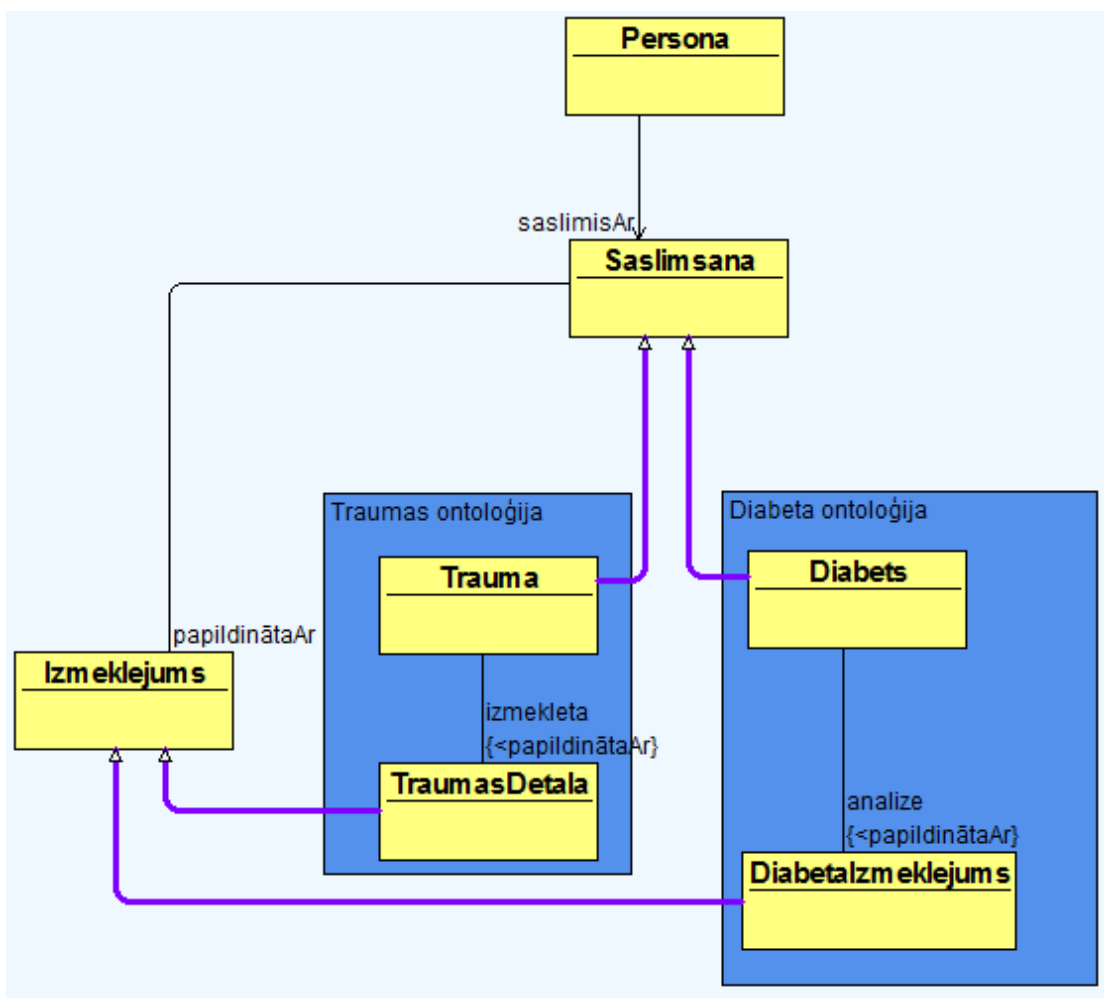 Persona
saslimisAr
Saslimsana
Traumas ontoloģija
Diabeta ontoloģija
Trauma
Diabets
papildinātaAr
Izmeklejums
izmekleta
{<papildinātaAr}
TraumasDetala
analize
{<papildinātaAr}
DiabetaIzmeklejums